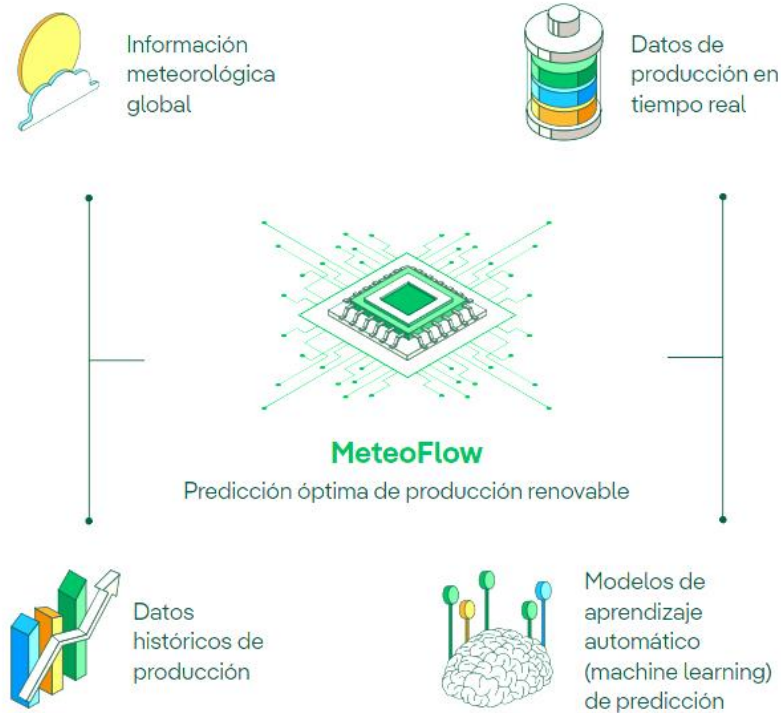 Información
meteorológica
global
Datos de
producción en
tiempo real
MeteoFlow
Predicción óptima de producción renovable
Datos
históricos de
producción
Modelos de
aprendizaje
automático
(machine learning)
de predicción